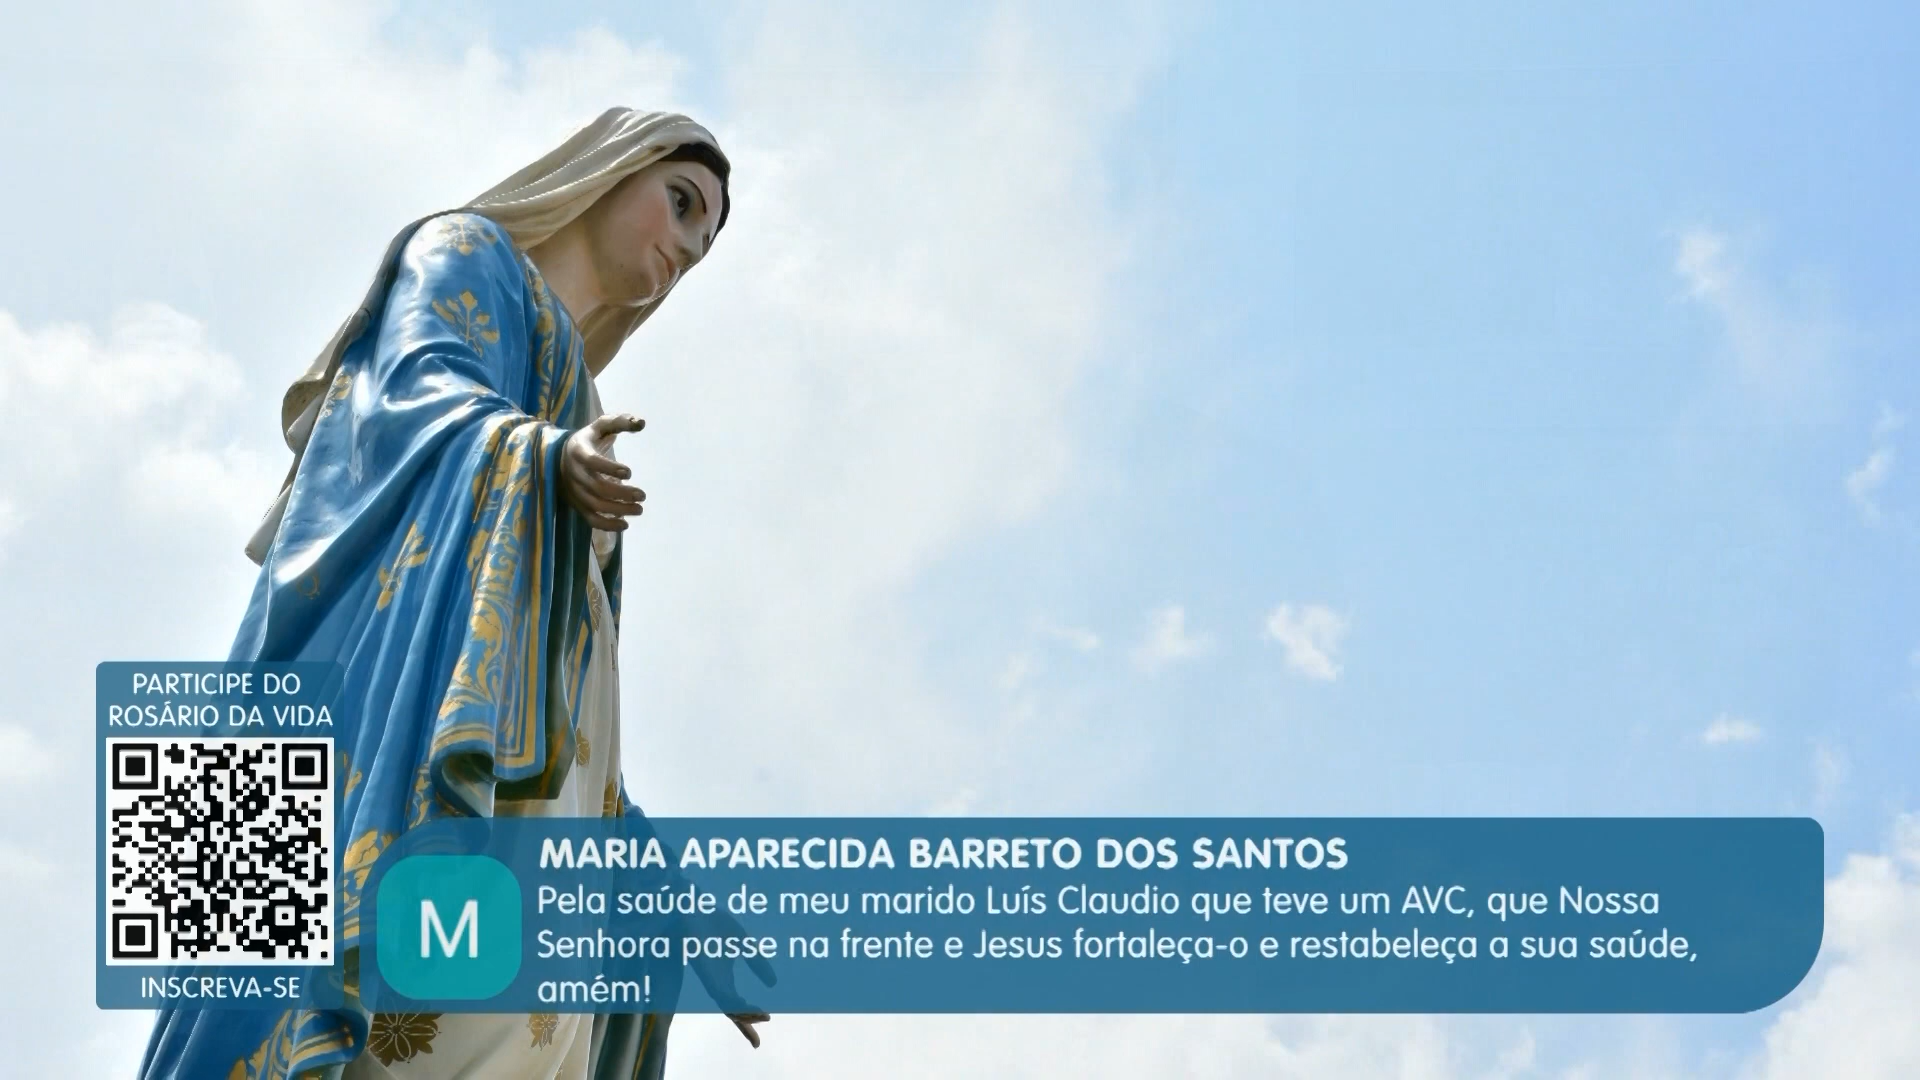 PARTICIPE DO
ROSÁRIO DA VIDA
INSCREVA-SE
M
MARIA APARECIDA BARRETO DOS SANTOS
Pela saúde de meu marido Luís Claudio que teve um AVC, que Nossa
Senhora passe na frente e Jesus fortaleça-o e restabeleça a sua saúde,
amém!